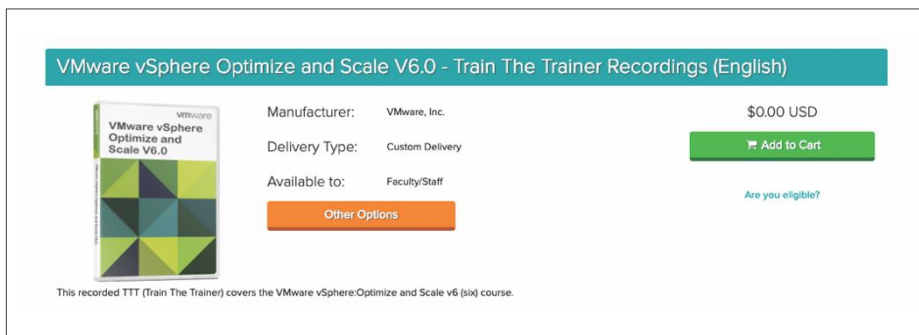 VMware vSphere Optimize and Scale V6.0 - Train The Trainer Recordings (English)
vmware
VMware vSphere
Optimize and
Scale V6.0
Manufacturer: VMware, Inc.
Delivery Type: Custom Delivery
Available to: Faculty/Staff
Other Options
$0.00 USD
Add to Cart
Are you eligible?
This recorded TTT (Train The Trainer) covers the VMware vSphere:Optimize and Scale v6 (six) course.